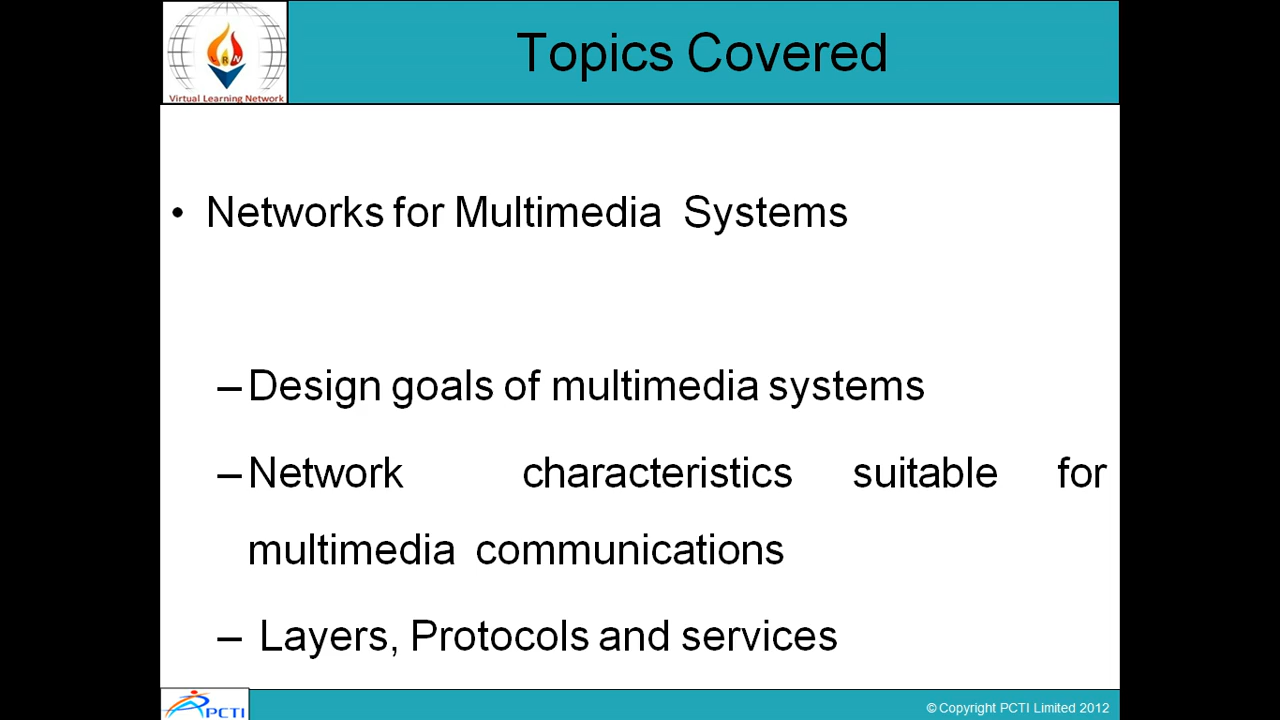 Topics Covered
LRN
Virtual Learning Network
• Networks for Multimedia Systems
– Design goals of multimedia systems
– Network characteristics suitable for
multimedia communications
– Layers, Protocols and services
PCTI
© Copyright PCTI Limited 2012